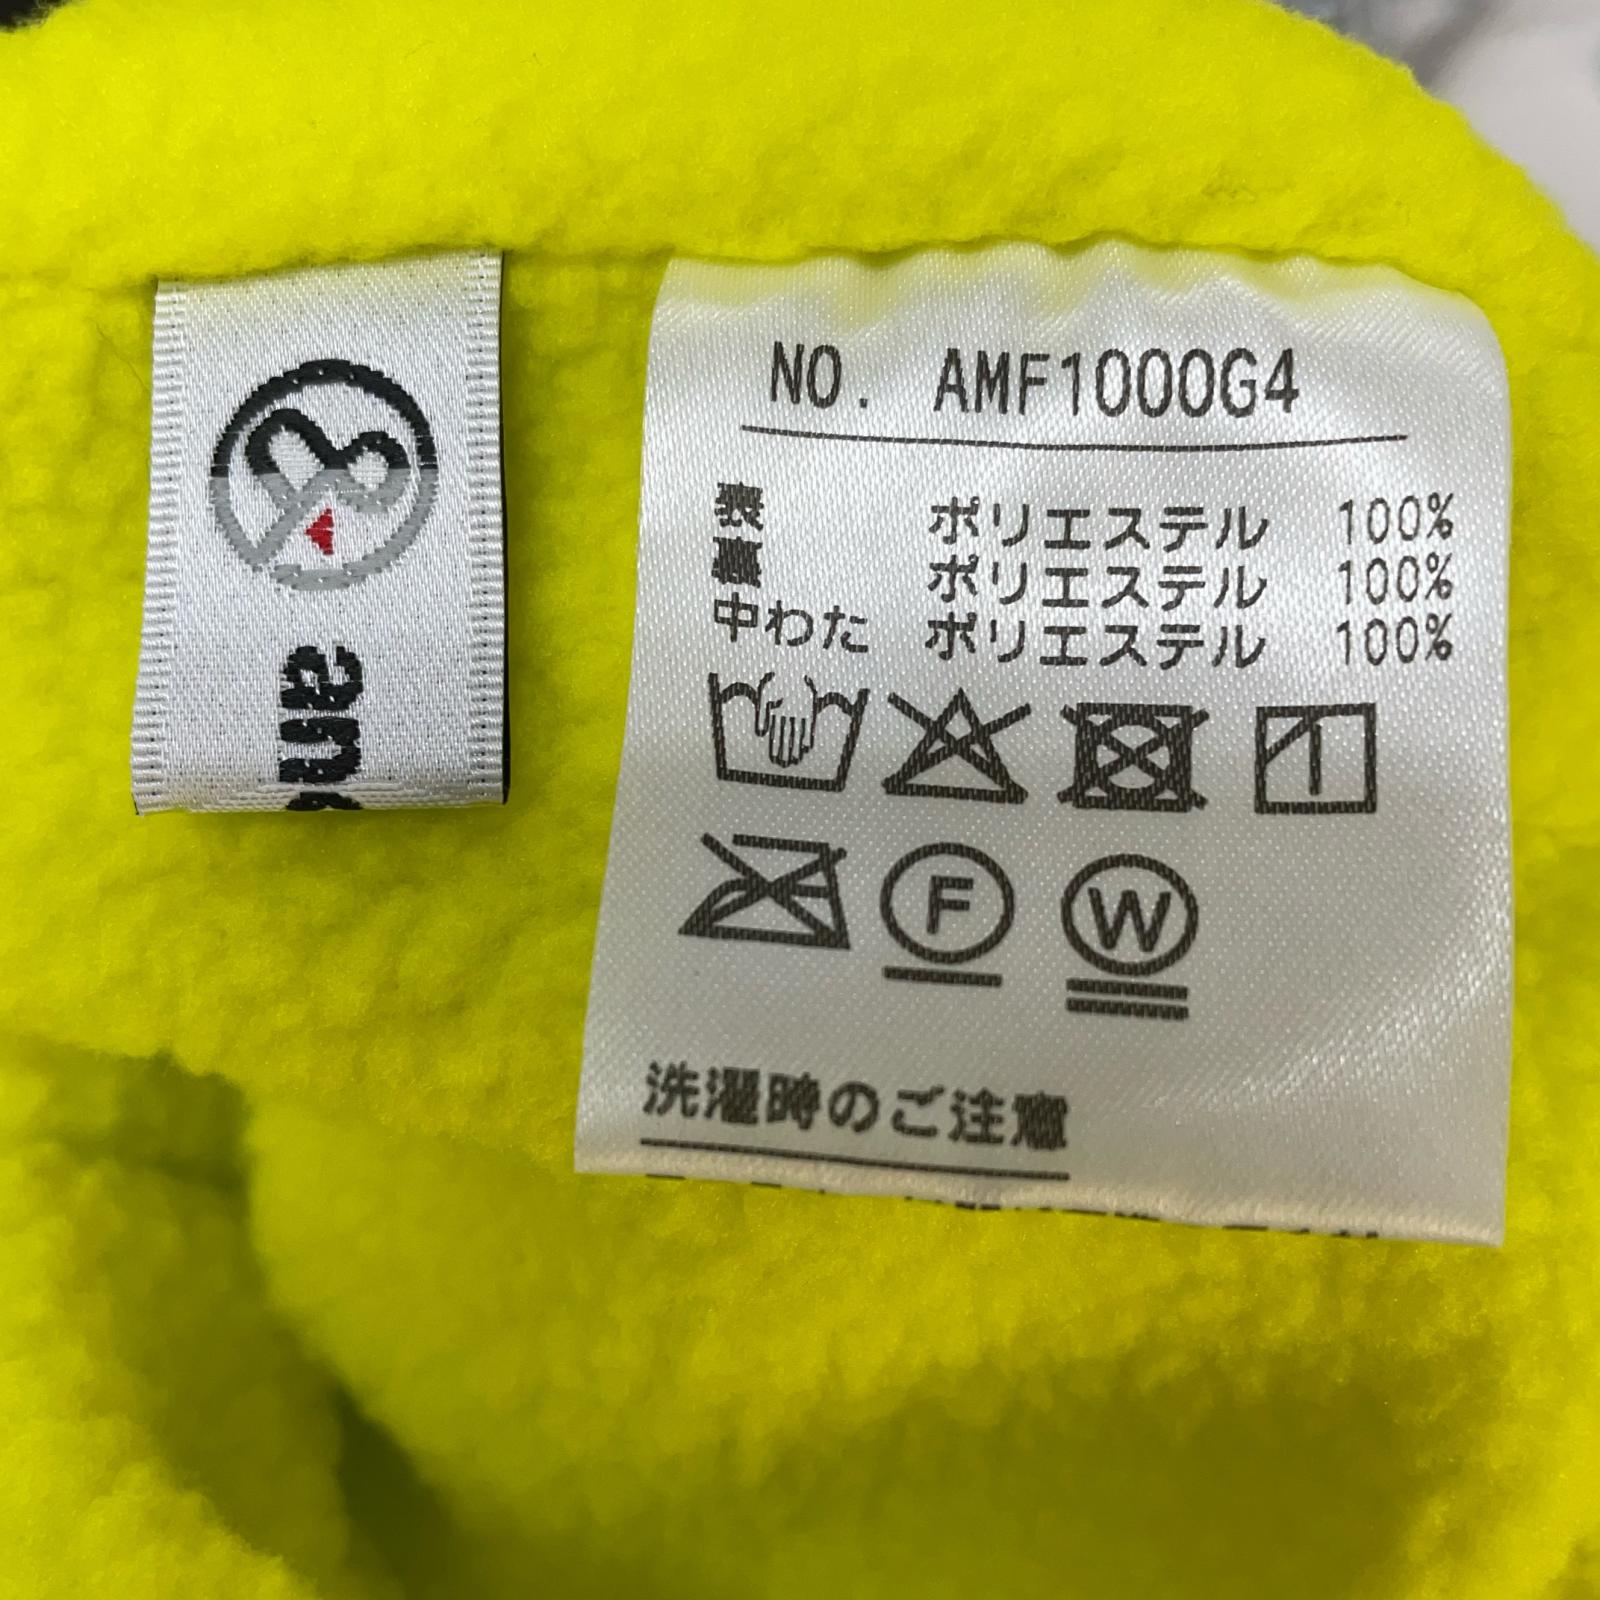 NO. AMF1000G4
表 ポリエステル 100%
裏 ポリエステル 100%
中わた ポリエステル 100%
F W
洗濯時のご注意